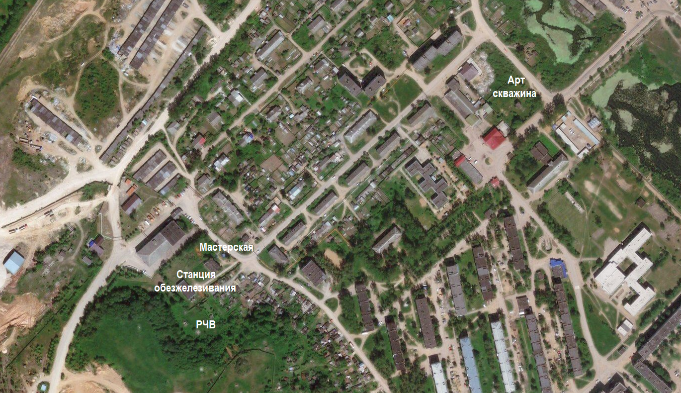 Арт
скважина
Мастерская
Станция
обезжелезивания
РЧВ